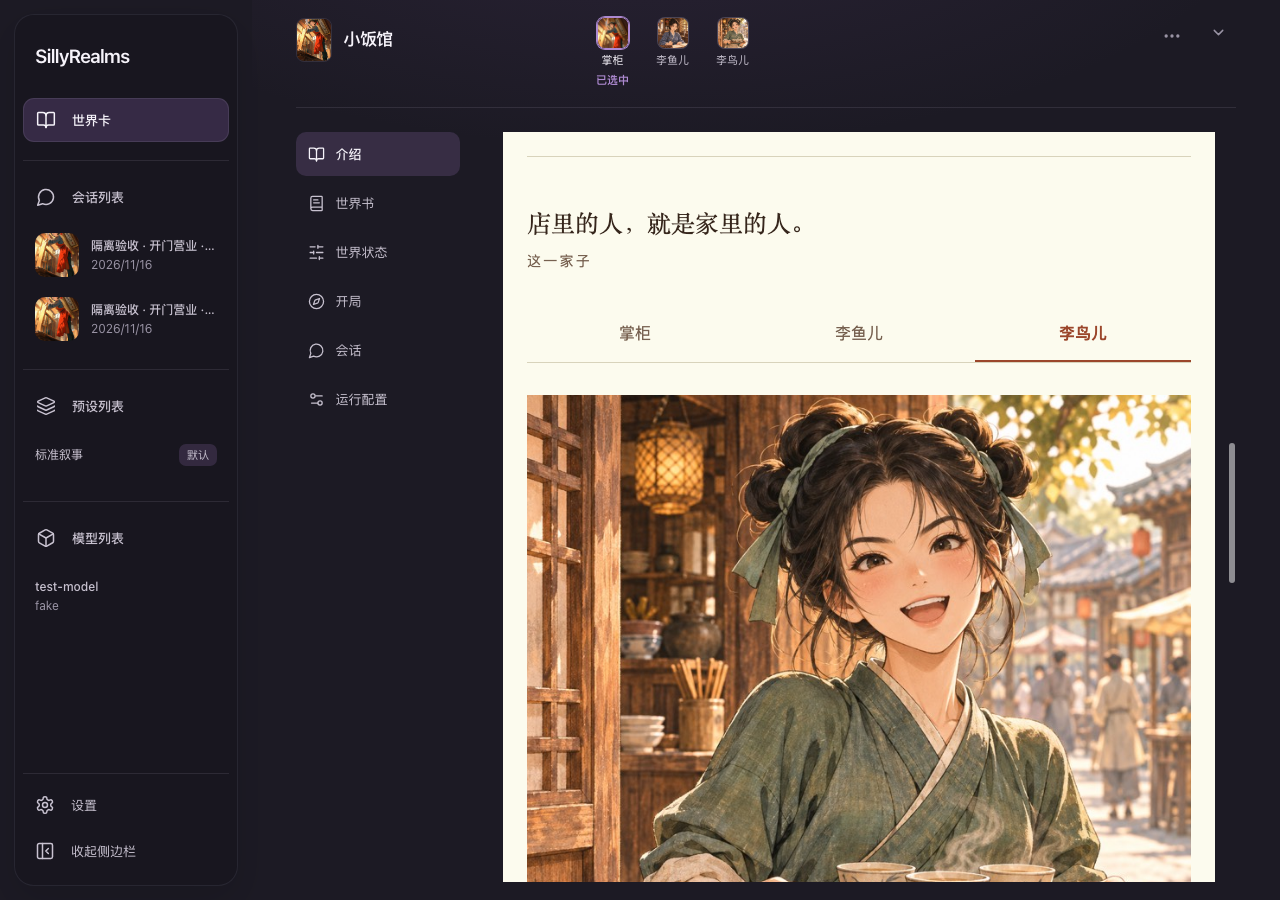 SillyRealms
世界卡
会话列表
隔离验收 · 开门营业 ·...
2026/11/16
隔离验收 · 开门营业 ·...
2026/11/16
预设列表
标准叙事
默认
模型列表
test-model
fake
设置
收起侧边栏
小饭馆
掌柜
已选中
李鱼儿
李鸟儿
介绍
世界书
世界状态
开局
会话
运行配置
店里的人，就是家里的人。
这一家子
掌柜
李鱼儿
李鸟儿